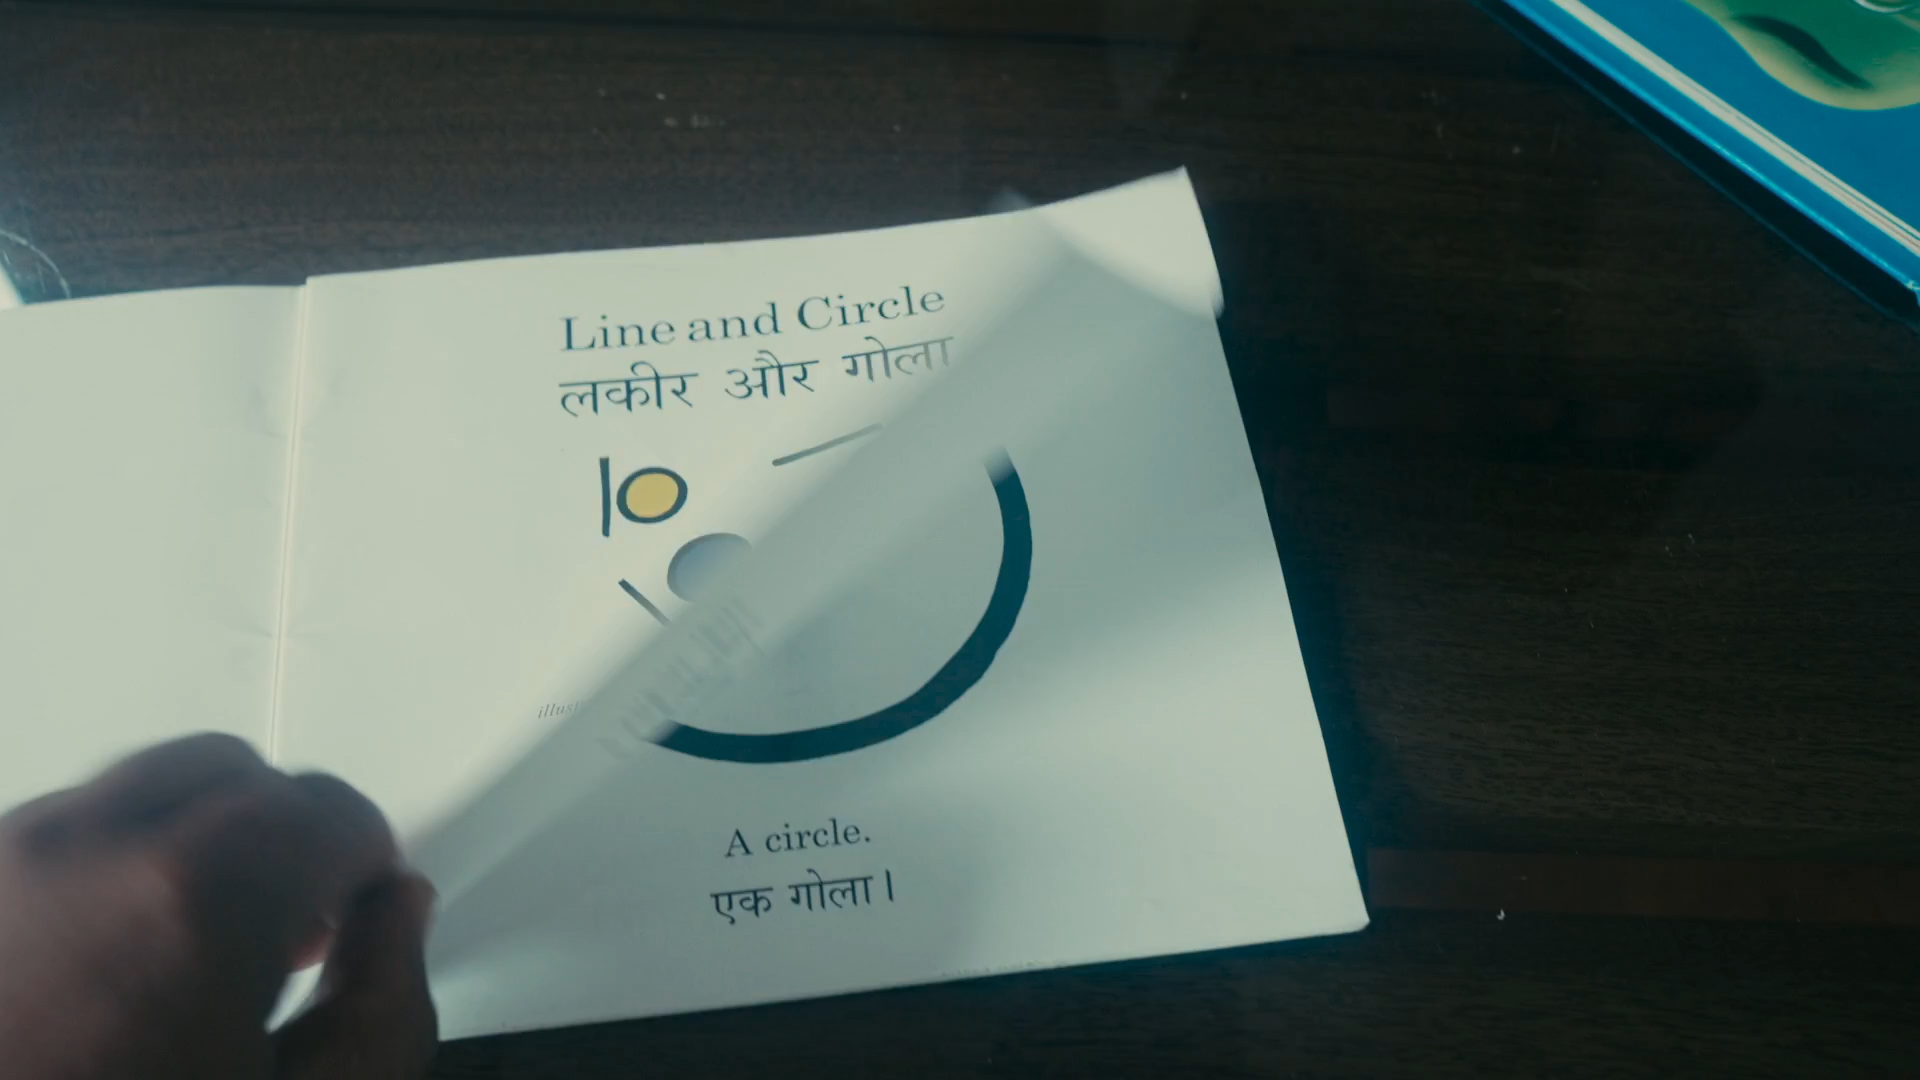 Line and Circle
लकीर और गोला
A circle.
एक गोला।